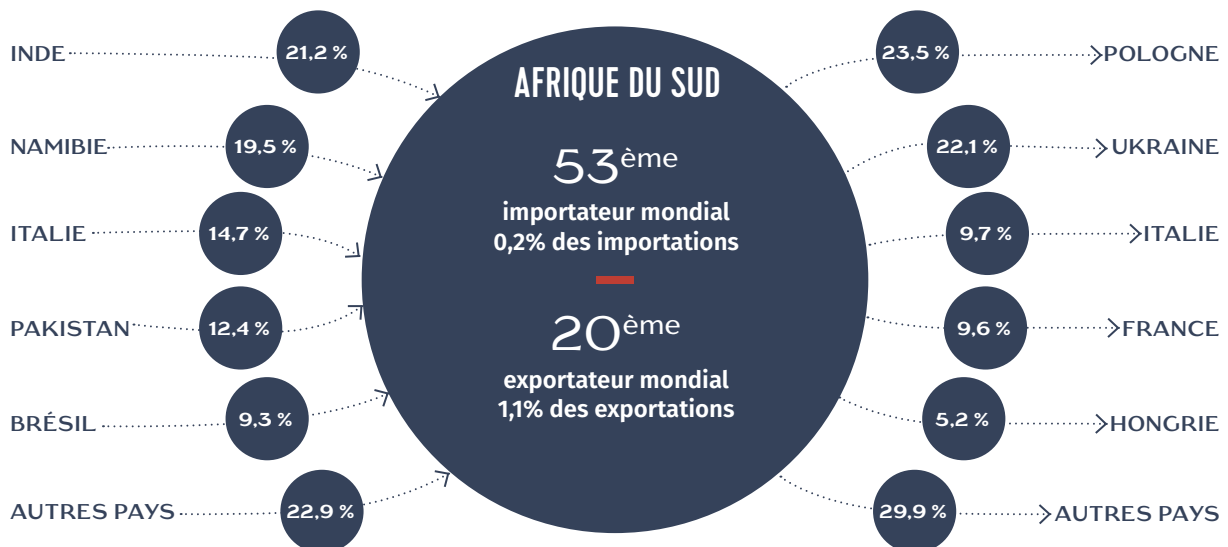 INDE
21,2 %
NAMIBIE
19,5 %
ITALIE
14,7 %
PAKISTAN
12,4 %
BRÉSIL
9,3 %
AUTRES PAYS
22,9 %
AFRIQUE DU SUD
53ème
importateur mondial
0,2% des importations
20ème
exportateur mondial
1,1% des exportations
23,5 %
POLOGNE
22,1 %
UKRAINE
9,7 %
ITALIE
9,6 %
FRANCE
5,2 %
HONGRIE
29,9 %
AUTRES PAYS